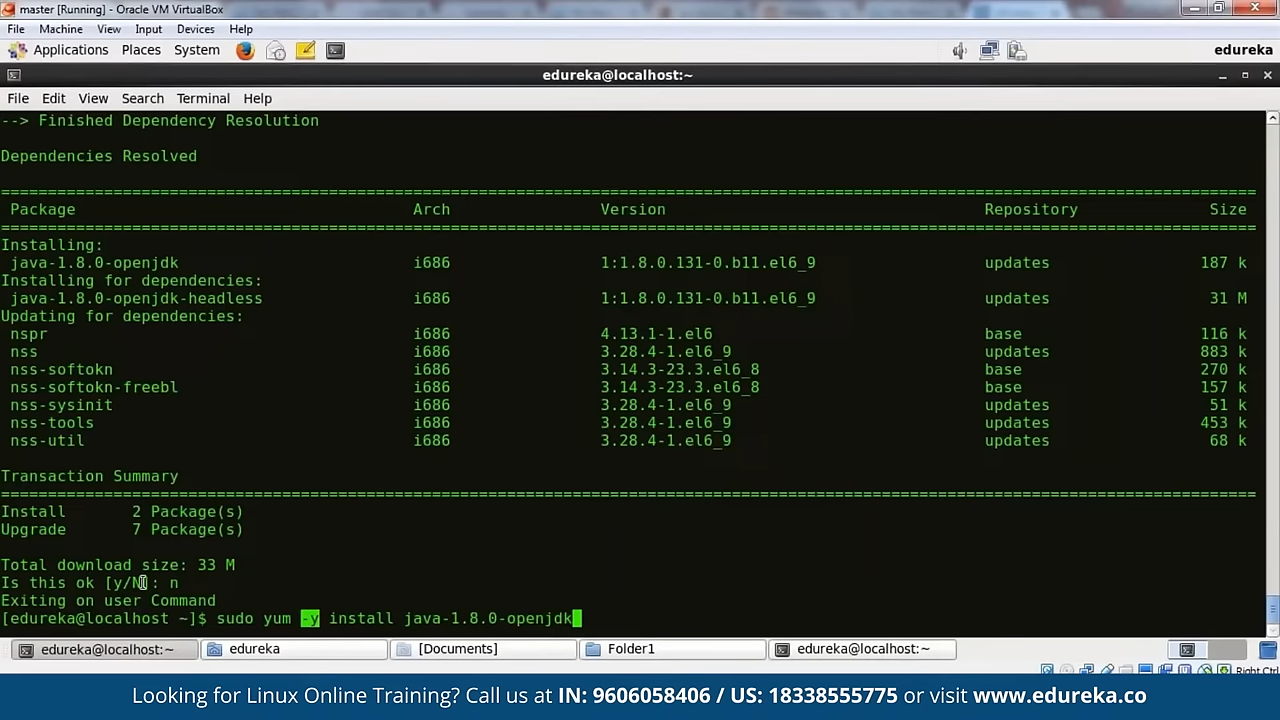 master [Running] - Oracle VM VirtualBox
File Machine View Input Devices Help
Applications Places System edureka
edureka@localhost:~
File Edit View Search Terminal Help
--> Finished Dependency Resolution
Dependencies Resolved
================================================================================
Package Arch Version Repository Size
================================================================================
Installing:
java-1.8.0-openjdk i686 1:1.8.0.131-0.b11.el6_9 updates 187 k
Installing for dependencies:
java-1.8.0-openjdk-headless i686 1:1.8.0.131-0.b11.el6_9 updates 31 M
Updating for dependencies:
nspr i686 4.13.1-1.el6 base 116 k
nss i686 3.28.4-1.el6_9 updates 883 k
nss-softokn i686 3.14.3-23.3.el6_8 base 270 k
nss-softokn-freebl i686 3.14.3-23.3.el6_8 base 157 k
nss-sysinit i686 3.28.4-1.el6_9 updates 51 k
nss-tools i686 3.28.4-1.el6_9 updates 453 k
nss-util i686 3.28.4-1.el6_9 updates 68 k
Transaction Summary
================================================================================
Install 2 Package(s)
Upgrade 7 Package(s)
Total download size: 33 M
Is this ok [y/N]: n
Exiting on user Command
[edureka@localhost ~]$ sudo yum -y install java-1.8.0-openjdk
edureka@localhost:~ edureka [Documents] Folder1 edureka@localhost:~
Right Ctrl
Looking for Linux Online Training? Call us at IN: 9606058406 / US: 18338555775 or visit www.edureka.co